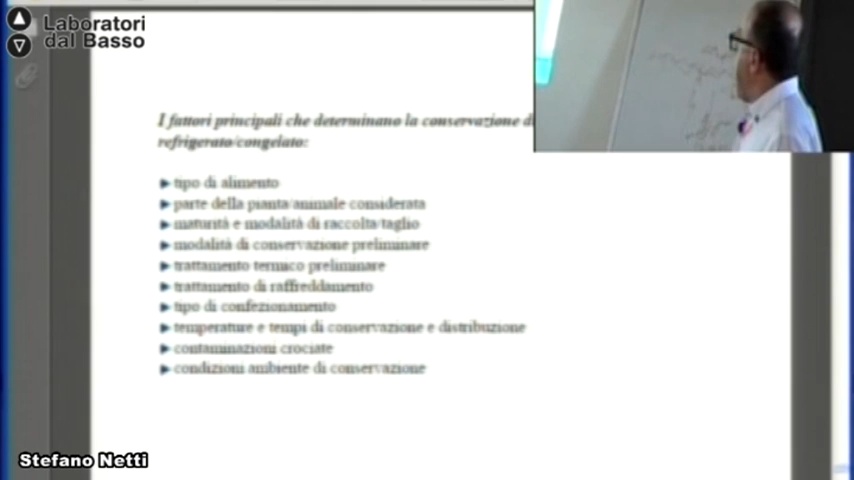 Laboratori
dal Basso
I fattori principali che determinano la conservazione d
refrigerato/congelato:
tipo di alimento
parte della pianta/animale considerata
maturità e modalità di raccolta/taglio
modalità di conservazione preliminare
trattamento termico preliminare
trattamento di raffreddamento
tipo di confezionamento
temperature e tempi di conservazione e distribuzione
contaminazioni crociate
condizioni ambiente di conservazione
Stefano Netti